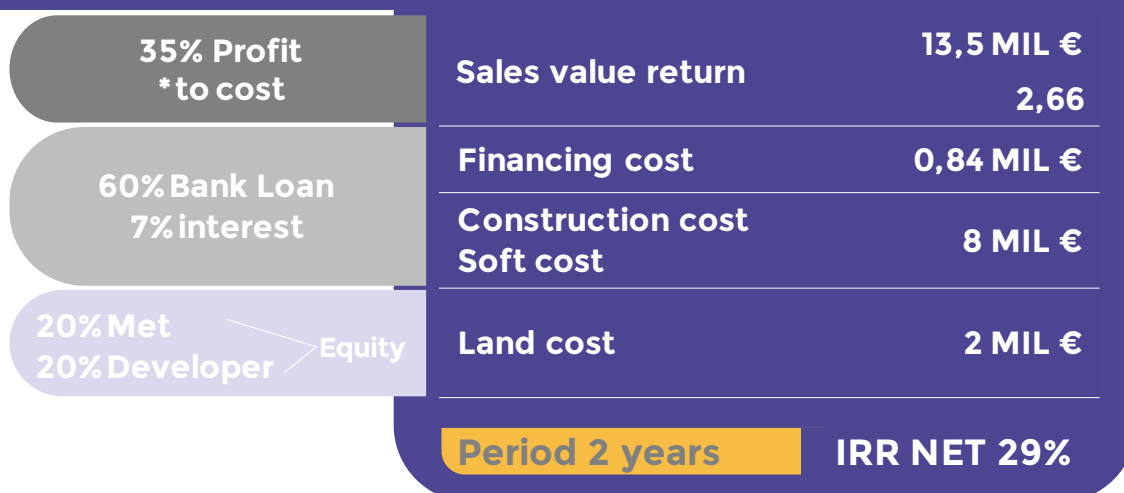 35% Profit
*to cost
Sales value return
13,5 MIL €
2,66
60% Bank Loan
7% interest
Financing cost
0,84 MIL €
Construction cost
Soft cost
8 MIL €
20% Met
20% Developer
Equity
Land cost
2 MIL €
Period 2 years
IRR NET 29%